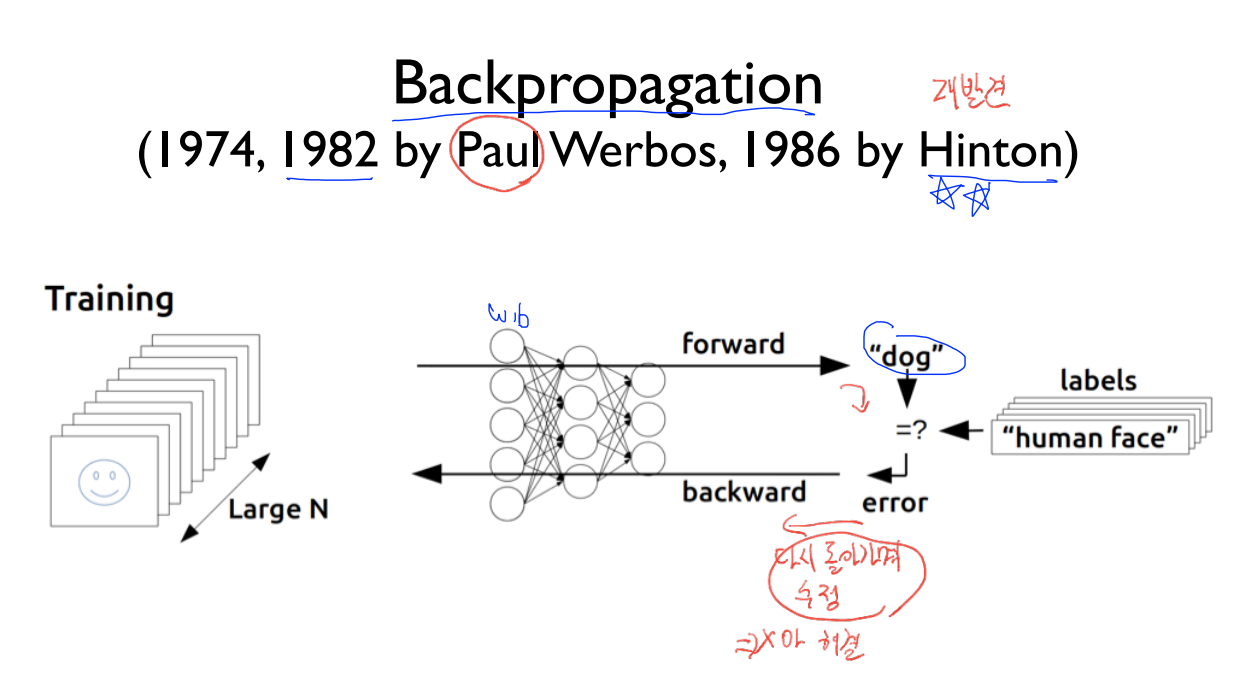 Backpropagation
재발견
(1974, 1982 by Paul Werbos, 1986 by Hinton)
Training
w, b
forward
"dog"
labels
=?
"human face"
Large N
backward
error
다시 돌아가며
수정
해결